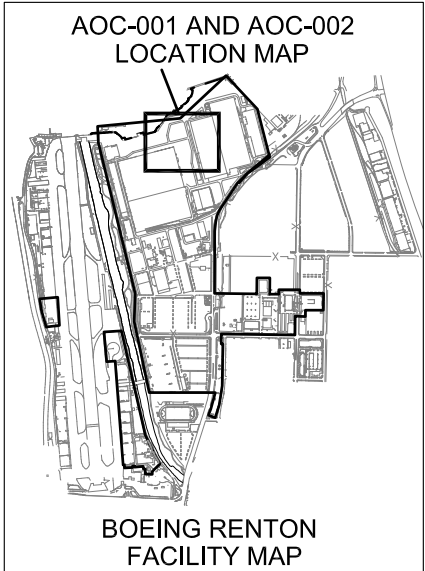 AOC-001 AND AOC-002
LOCATION MAP
BOEING RENTON
FACILITY MAP